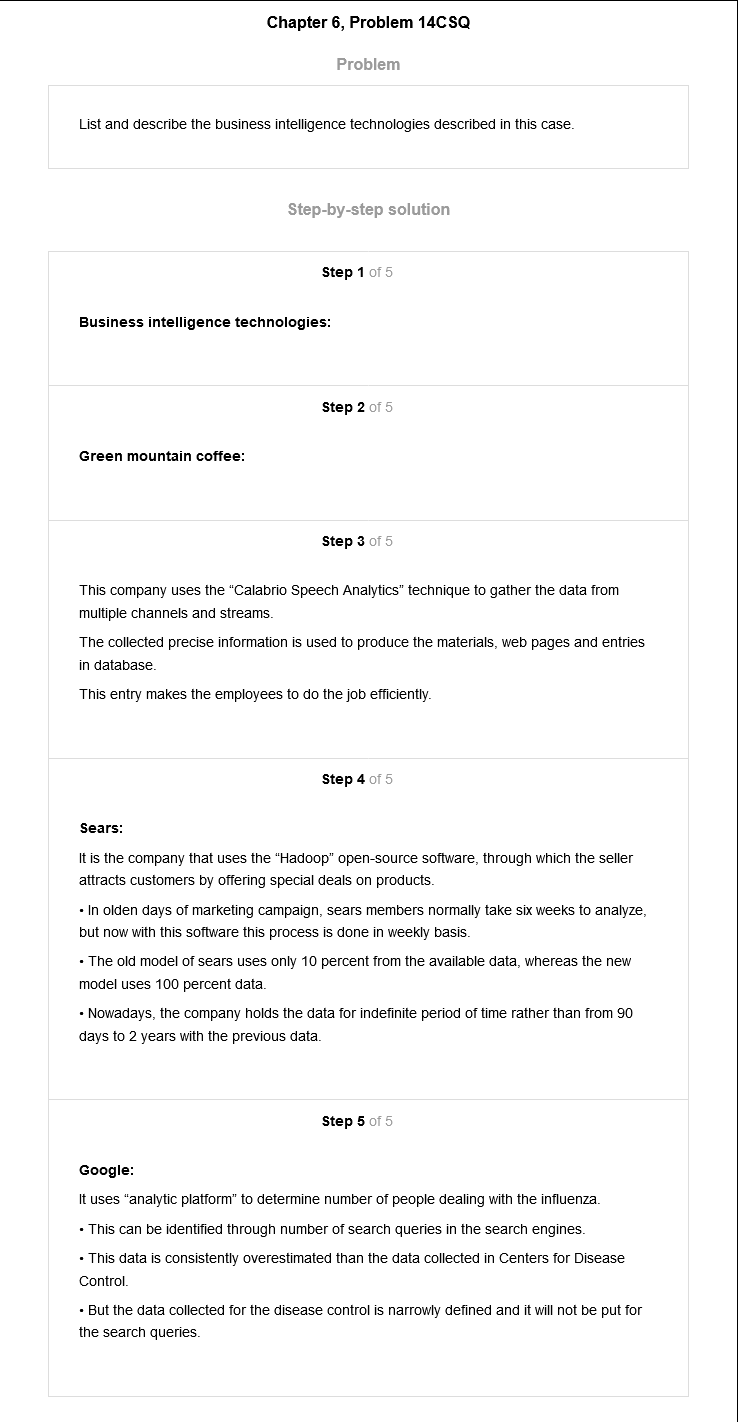 Chapter 6, Problem 14CSQ
Problem
List and describe the business intelligence technologies described in this case.
Step-by-step solution
Step 1 of 5
Business intelligence technologies:
Step 2 of 5
Green mountain coffee:
Step 3 of 5
This company uses the “Calabrio Speech Analytics” technique to gather the data from
multiple channels and streams.
The collected precise information is used to produce the materials, web pages and entries
in database.
This entry makes the employees to do the job efficiently.
Step 4 of 5
Sears:
It is the company that uses the “Hadoop” open-source software, through which the seller
attracts customers by offering special deals on products.
• In olden days of marketing campaign, sears members normally take six weeks to analyze,
but now with this software this process is done in weekly basis.
• The old model of sears uses only 10 percent from the available data, whereas the new
model uses 100 percent data.
• Nowadays, the company holds the data for indefinite period of time rather than from 90
days to 2 years with the previous data.
Step 5 of 5
Google:
It uses “analytic platform” to determine number of people dealing with the influenza.
• This can be identified through number of search queries in the search engines.
• This data is consistently overestimated than the data collected in Centers for Disease
Control.
• But the data collected for the disease control is narrowly defined and it will not be put for
the search queries.